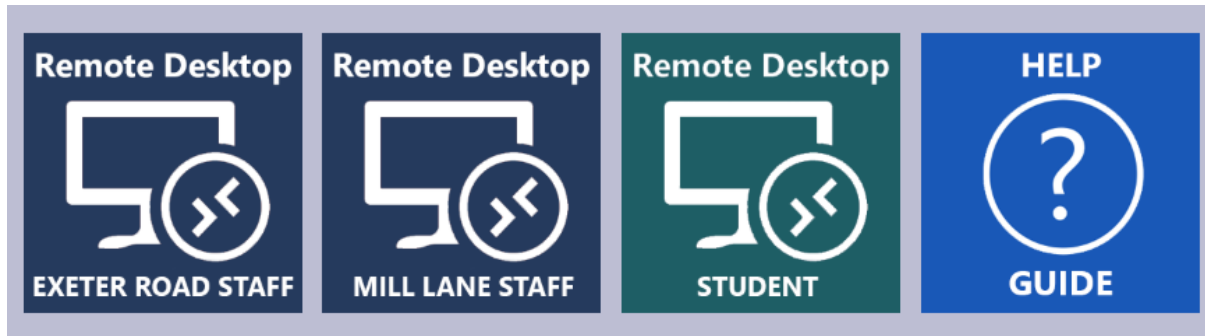 Remote Desktop
EXETER ROAD STAFF
Remote Desktop
MILL LANE STAFF
Remote Desktop
STUDENT
HELP
?
GUIDE